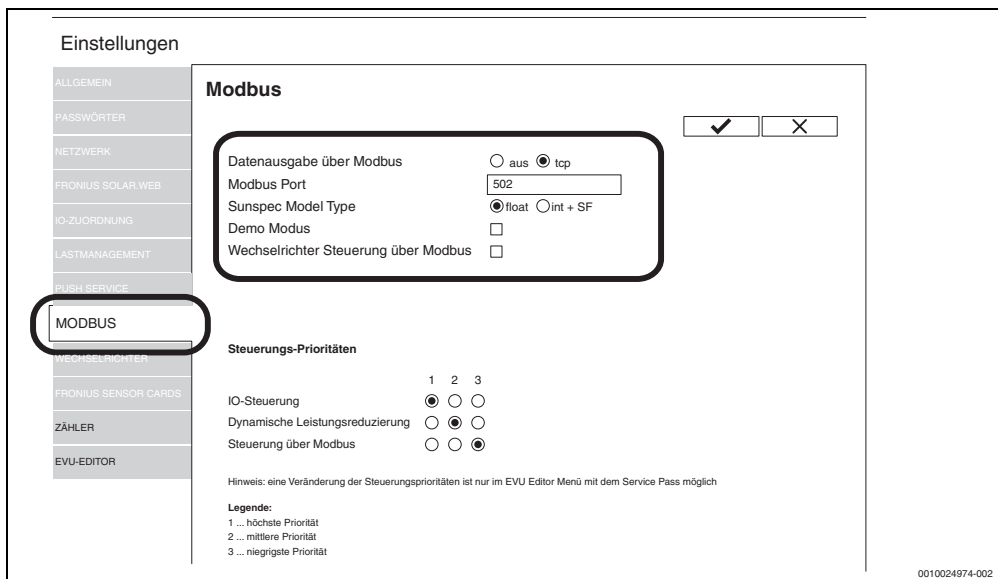 Einstellungen
ALLGEMEIN
PASSWÖRTER
NETZWERK
FRONIUS SOLAR.WEB
IO-ZUORDNUNG
LASTMANAGEMENT
PUSH SERVICE
MODBUS
WECHSELRICHTER
FRONIUS SENSOR CARDS
ZÄHLER
EVU-EDITOR
Modbus
Datenausgabe über Modbus aus tcp
Modbus Port 502
Sunspec Model Type float int + SF
Demo Modus
Wechselrichter Steuerung über Modbus
Steuerungs-Prioritäten
1 2 3
IO-Steuerung
Dynamische Leistungsreduzierung
Steuerung über Modbus
Hinweis: eine Veränderung der Steuerungsprioritäten ist nur im EVU Editor Menü mit dem Service Pass möglich
Legende:
1 ... höchste Priorität
2 ... mittlere Priorität
3 ... niegrigste Priorität
0010024974-002